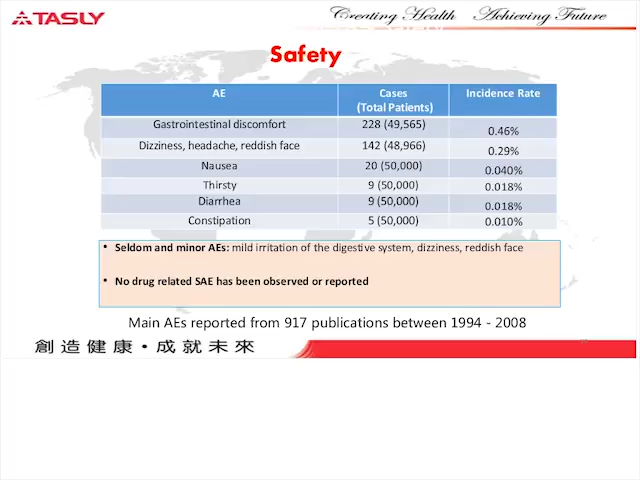 TASLY
Creating Health Achieving Future
Safety
AE
Cases
(Total Patients)
Incidence Rate
Gastrointestinal discomfort
228 (49,565)
0.46%
Dizziness, headache, reddish face
142 (48,966)
0.29%
Nausea
20 (50,000)
0.040%
Thirsty
9 (50,000)
0.018%
Diarrhea
9 (50,000)
0.018%
Constipation
5 (50,000)
0.010%
• Seldom and minor AEs: mild irritation of the digestive system, dizziness, reddish face
• No drug related SAE has been observed or reported
Main AEs reported from 917 publications between 1994 - 2008
創造健康·成就未來